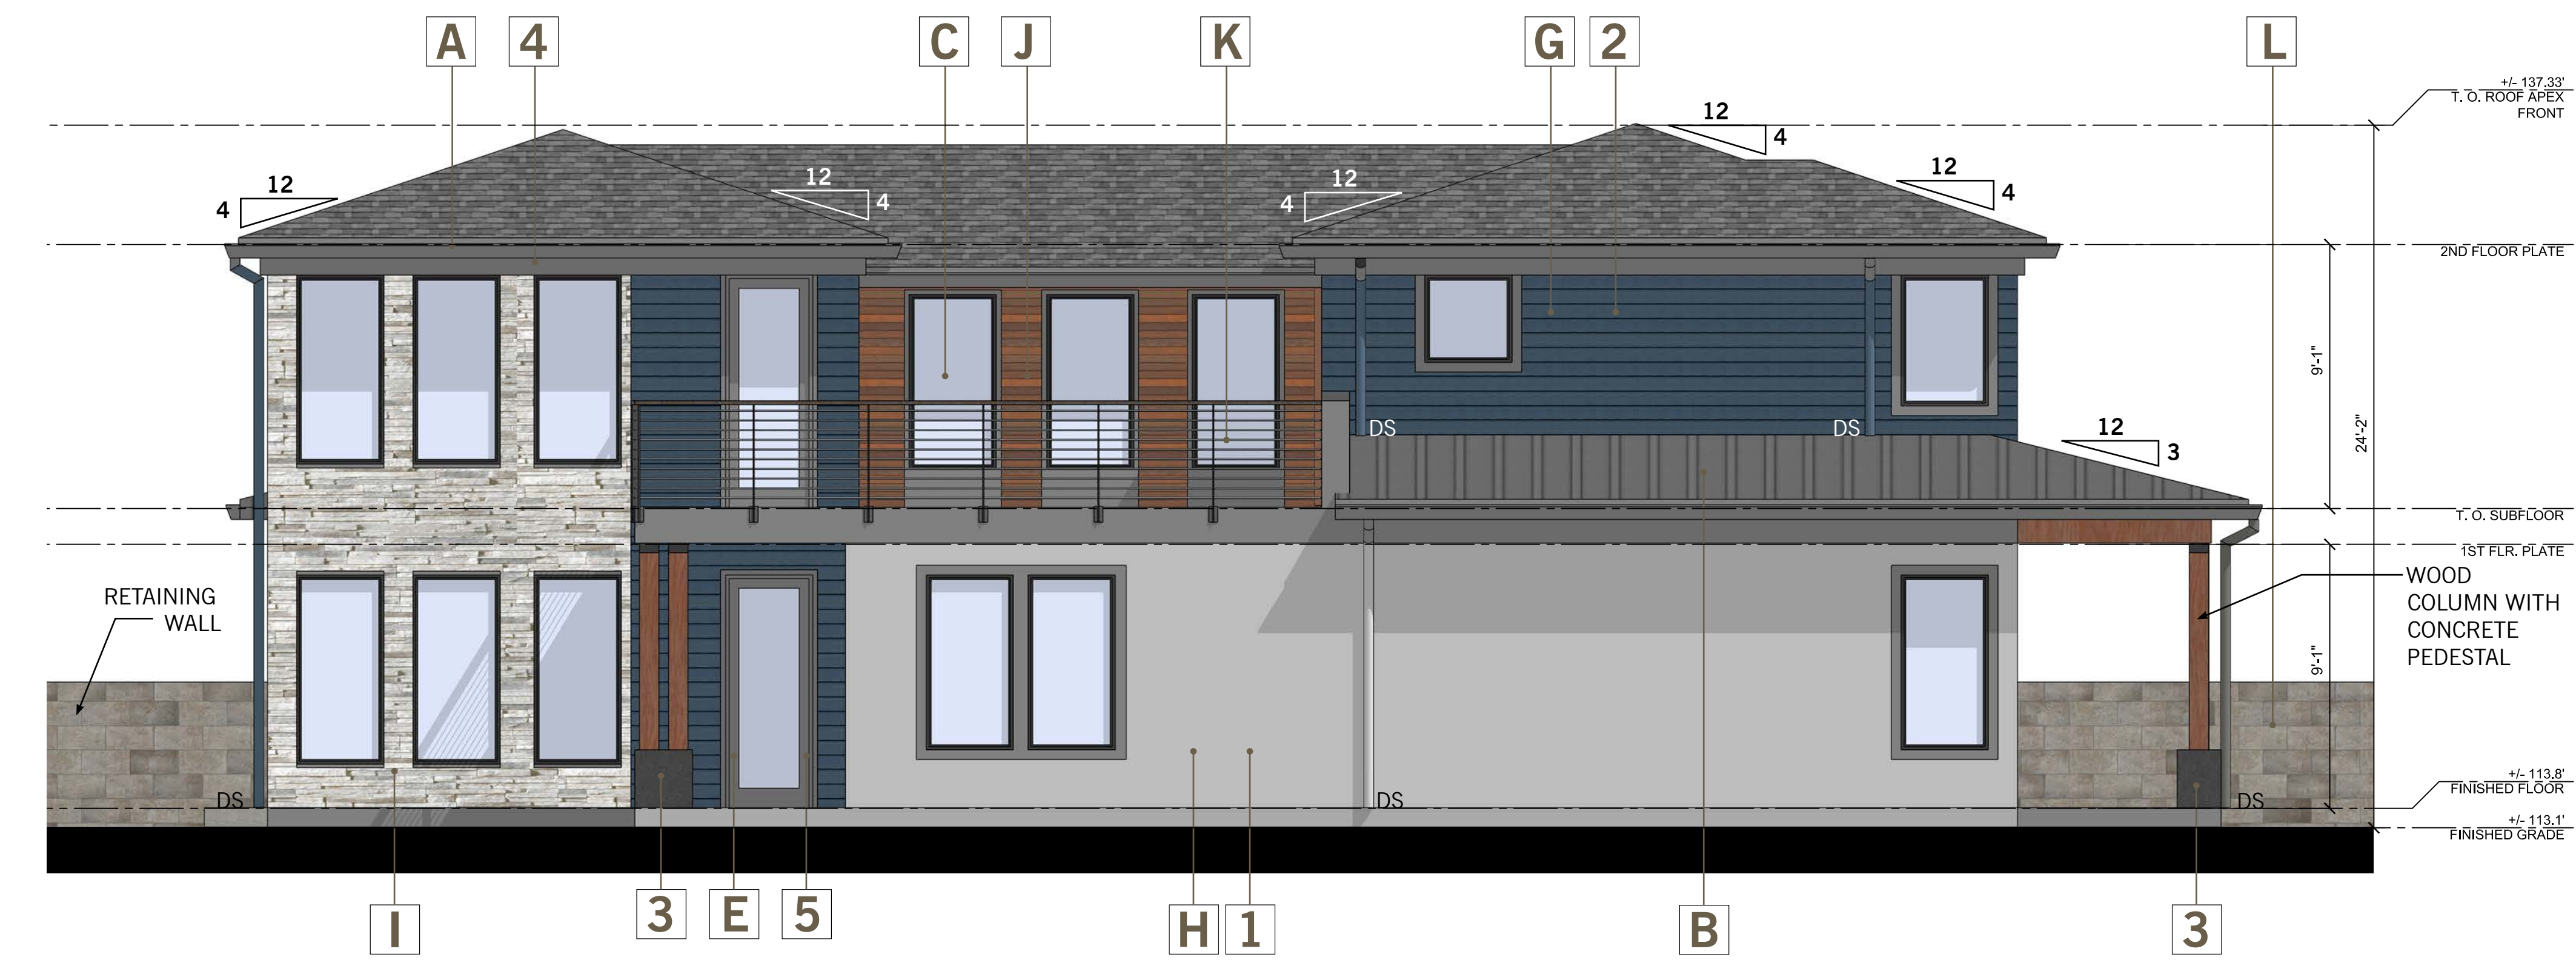 A 4 C J K G 2 L
+/- 137.33'
T. O. ROOF APEX
FRONT
12
4
12
4
12
4
12
4
12
4
2ND FLOOR PLATE
9'-1"
24'-2"
DS
DS
12
3
T. O. SUBFLOOR
1ST FLR. PLATE
RETAINING
WALL
WOOD
COLUMN WITH
CONCRETE
PEDESTAL
9'-1"
DS
DS
DS
+/- 113.8'
FINISHED FLOOR
+/- 113.1'
FINISHED GRADE
I 3 E 5 H 1 B 3